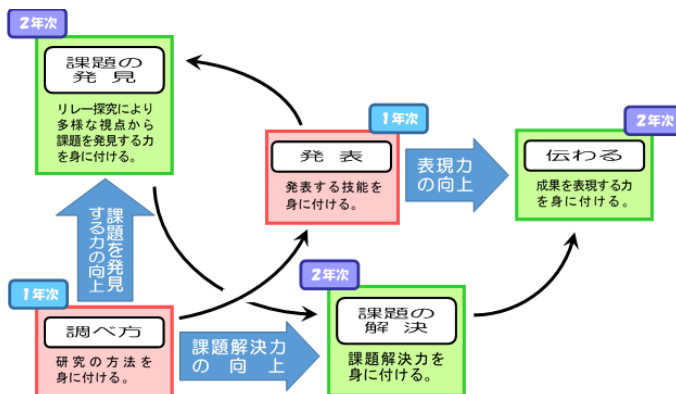 2年次
課題の
発見
リレー探究により
多様な視点から
課題を発見する力
を身に付ける。
1年次
発表
発表する技能を
身に付ける。
表現力
の向上
2年次
伝わる
成果を表現する力
を身に付ける。
課題を発見
する力の向上
1年次
調べ方
研究の方法を
身に付ける。
課題解決力
の向上
2年次
課題の
解決
課題解決力を
身に付ける。